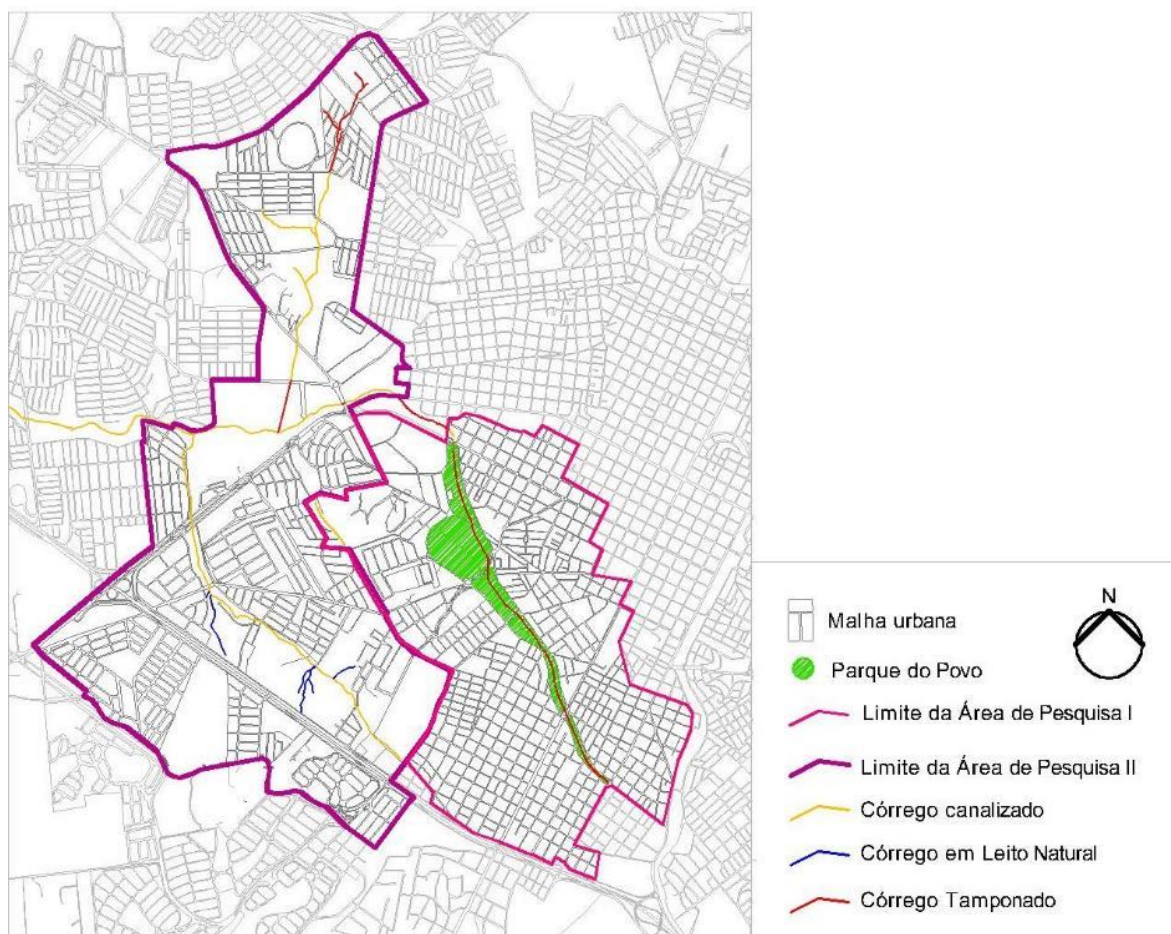 N
Malha urbana
Parque do Povo
Limite da Área de Pesquisa I
Limite da Área de Pesquisa II
Córrego canalizado
Córrego em Leito Natural
Córrego Tamponado